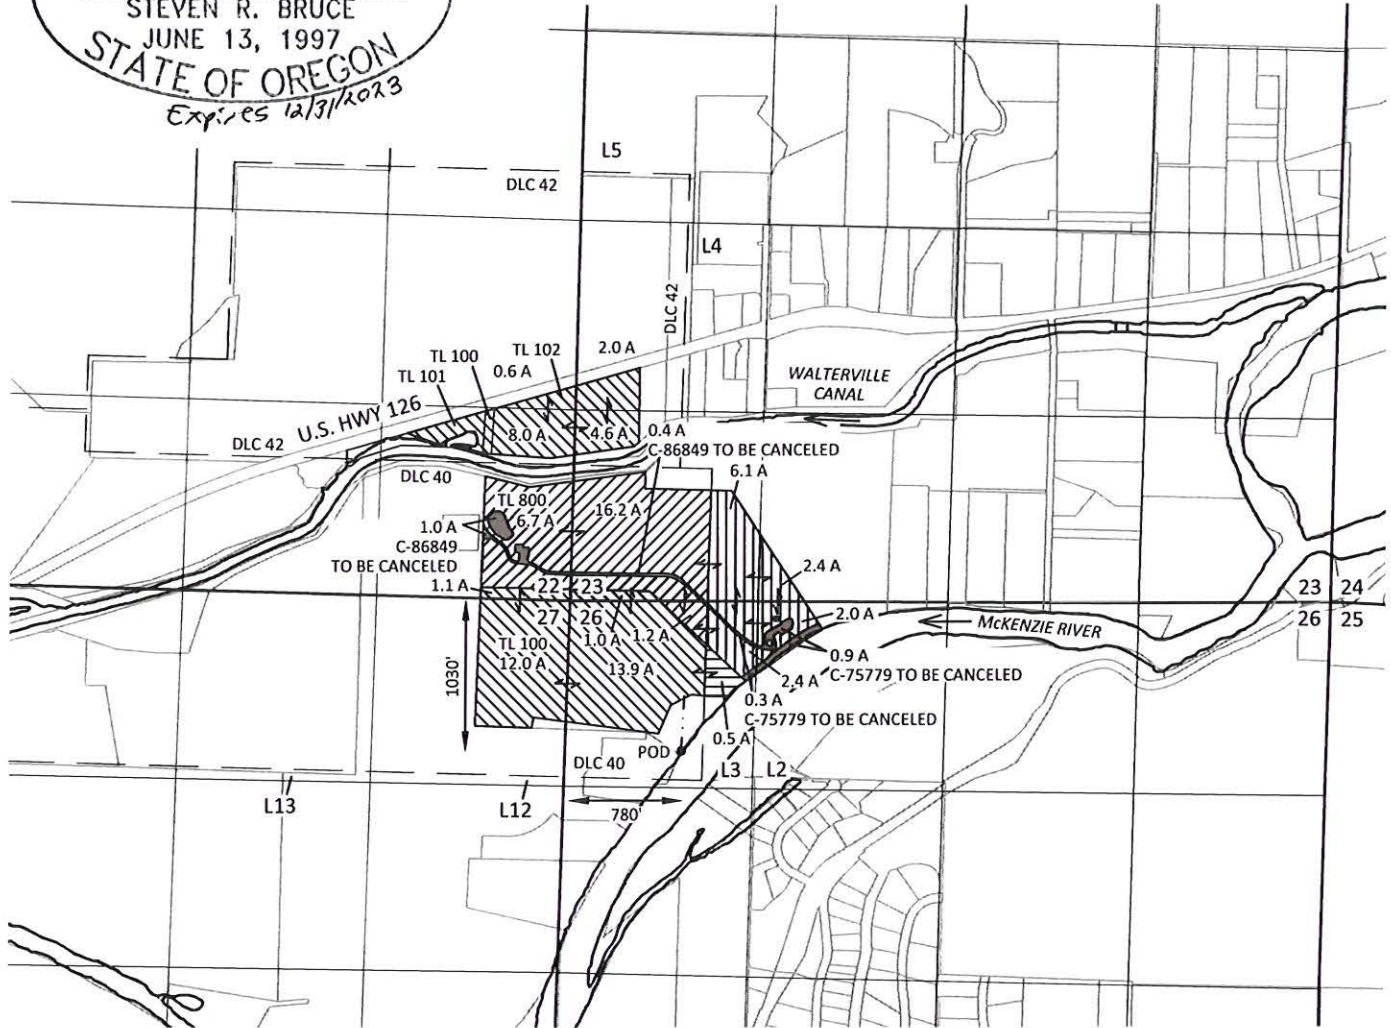 STEVEN R. BRUCE
JUNE 13, 1997
STATE OF OREGON
Expires 12/31/2023
L5
DLC 42
L4
DLC 42
TL 100
TL 102
2.0 A
0.6 A
TL 101
WALTERVILLE
CANAL
U.S. HWY 126
8.0 A
4.6 A
0.4 A
C-86849 TO BE CANCELED
DLC 42
DLC 40
6.1 A
TL 800
6.7 A
16.2 A
1.0 A
C-86849
TO BE CANCELED
2.4 A
1.1 A
22 23
27 26
23 24
26 25
1.0 A
1.2 A
2.0 A
McKENZIE RIVER
TL 100
12.0 A
13.9 A
1030'
0.9 A
C-75779 TO BE CANCELED
2.4 A
0.3 A
C-75779 TO BE CANCELED
0.5 A
POD
DLC 40
L3
L2
L13
L12
780'